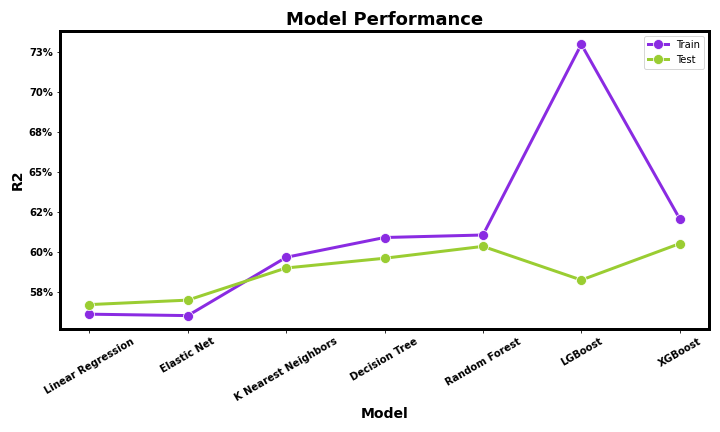 Model Performance
Train
Test
73%
70%
68%
65%
62%
60%
58%
R2
Linear Regression
Elastic Net
K Nearest Neighbors
Decision Tree
Random Forest
LGBoost
XGBoost
Model